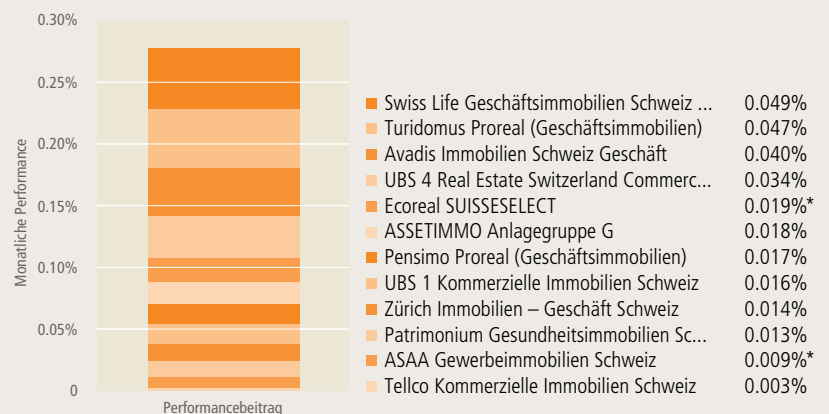 0.30%
0.25%
0.20%
0.15%
0.10%
0.05%
0
Monatliche Performance
Performancebeitrag
Swiss Life Geschäftsimmobilien Schweiz ... 0.049%
Turidomus Proreal (Geschäftsimmobilien) 0.047%
Avadis Immobilien Schweiz Geschäft 0.040%
UBS 4 Real Estate Switzerland Commerc... 0.034%
Ecoreal SUISSESELECT 0.019%*
ASSETIMMO Anlagegruppe G 0.018%
Pensimo Proreal (Geschäftsimmobilien) 0.017%
UBS 1 Kommerzielle Immobilien Schweiz 0.016%
Zürich Immobilien – Geschäft Schweiz 0.014%
Patrimonium Gesundheitsimmobilien Sc... 0.013%
ASAA Gewerbeimmobilien Schweiz 0.009%*
Tellco Kommerzielle Immobilien Schweiz 0.003%